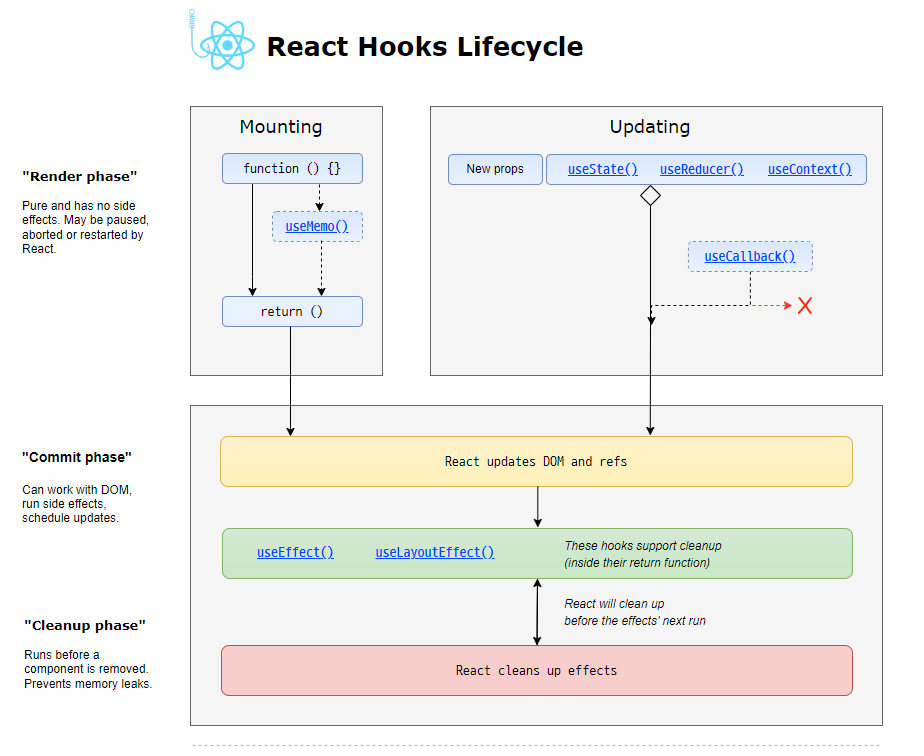 React Hooks Lifecycle
Mounting
Updating
"Render phase"
Pure and has no side
effects. May be paused,
aborted or restarted by
React.
function () {}
useMemo()
return ()
New props
useState()
useReducer()
useContext()
useCallback()
X
"Commit phase"
Can work with DOM,
run side effects,
schedule updates.
React updates DOM and refs
useEffect()
useLayoutEffect()
These hooks support cleanup
(inside their return function)
React will clean up
before the effects' next run
"Cleanup phase"
Runs before a
component is removed.
Prevents memory leaks.
React cleans up effects